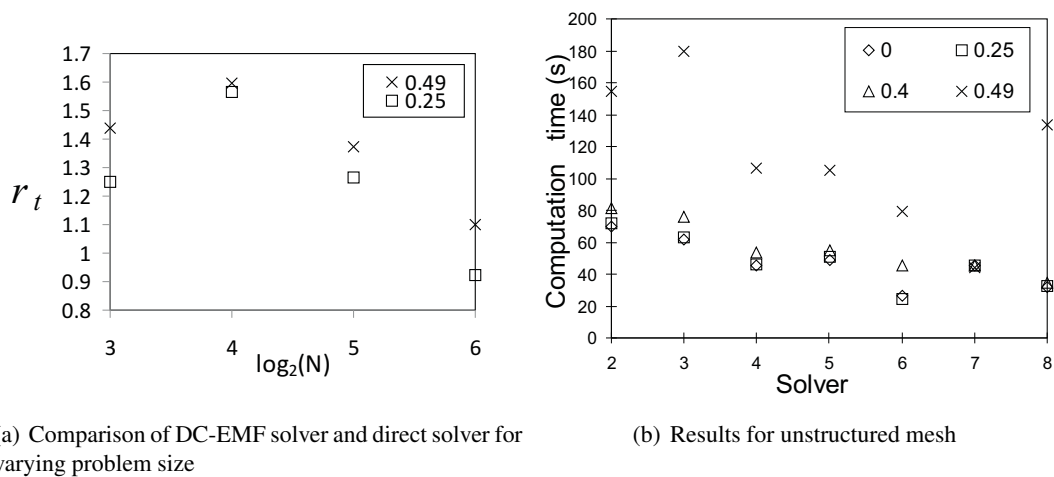 1.7
1.6
1.5
1.4
1.3
1.2
1.1
1
0.9
0.8
r t
0.49
0.25
3 4 5 6
log2(N)
(a) Comparison of DC-EMF solver and direct solver for
varying problem size
200
180
160
140
120
100
80
60
40
20
0
Computation time (s)
0 0.25
0.4 0.49
2 3 4 5 6 7 8
Solver
(b) Results for unstructured mesh